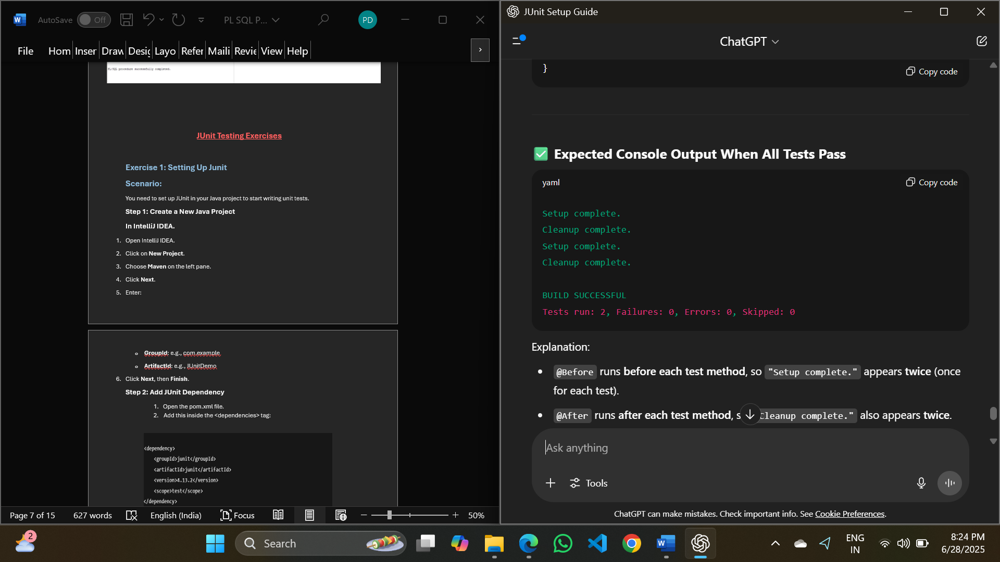 AutoSave Off PL SQL P... PD
File Hom Inser Draw Desig Layo Refer Maili Revie View Help
PL/SQL procedure successfully completed.
JUnit Testing Exercises
Exercise 1: Setting Up Junit
Scenario:
You need to set up JUnit in your Java project to start writing unit tests.
Step 1: Create a New Java Project
In IntelliJ IDEA.
1. Open IntelliJ IDEA.
2. Click on New Project.
3. Choose Maven on the left pane.
4. Click Next.
5. Enter:
GroupId: e.g., com.example
ArtifactId: e.g., JUnitDemo
6. Click Next, then Finish.
Step 2: Add JUnit Dependency
1. Open the pom.xml file.
2. Add this inside the <dependencies> tag:
<dependency>
<groupId>junit</groupId>
<artifactId>junit</artifactId>
<version>4.13.2</version>
<scope>test</scope>
</dependency>
Page 7 of 15 627 words English (India) Focus 50%
JUnit Setup Guide
ChatGPT
}
Copy code
✅ Expected Console Output When All Tests Pass
yaml Copy code
Setup complete.
Cleanup complete.
Setup complete.
Cleanup complete.
BUILD SUCCESSFUL
Tests run: 2, Failures: 0, Errors: 0, Skipped: 0
Explanation:
@Before runs before each test method, so "Setup complete." appears twice (once
for each test).
@After runs after each test method, s Cleanup complete." also appears twice.
Ask anything
Tools
ChatGPT can make mistakes. Check important info. See Cookie Preferences.
2
Search
ENG
IN
8:24 PM
6/28/2025